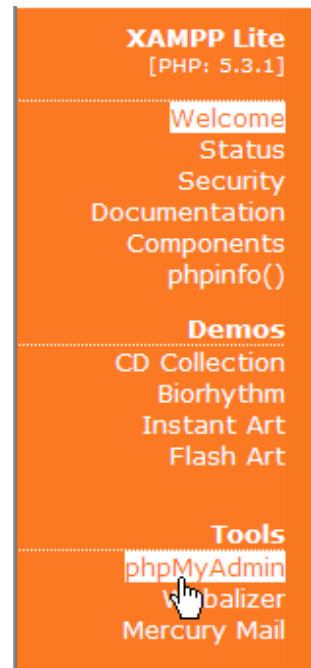 XAMPP Lite
[PHP: 5.3.1]
Welcome
Status
Security
Documentation
Components
phpinfo()
Demos
CD Collection
Biorhythm
Instant Art
Flash Art
Tools
phpMyAdmin
Webalizer
Mercury Mail